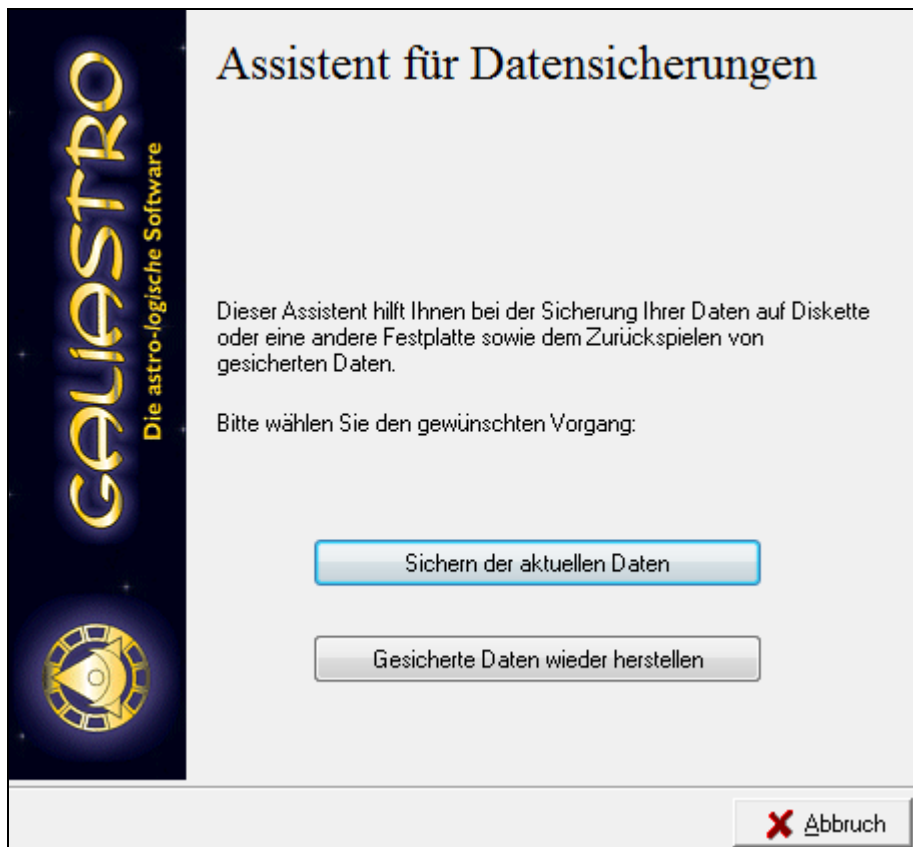 GALIASTRO
Die astro-logische Software
Assistent für Datensicherungen
Dieser Assistent hilft Ihnen bei der Sicherung Ihrer Daten auf Diskette
oder eine andere Festplatte sowie dem Zurückspielen von
gesicherten Daten.
Bitte wählen Sie den gewünschten Vorgang:
Sichern der aktuellen Daten
Gesicherte Daten wieder herstellen
Abbruch